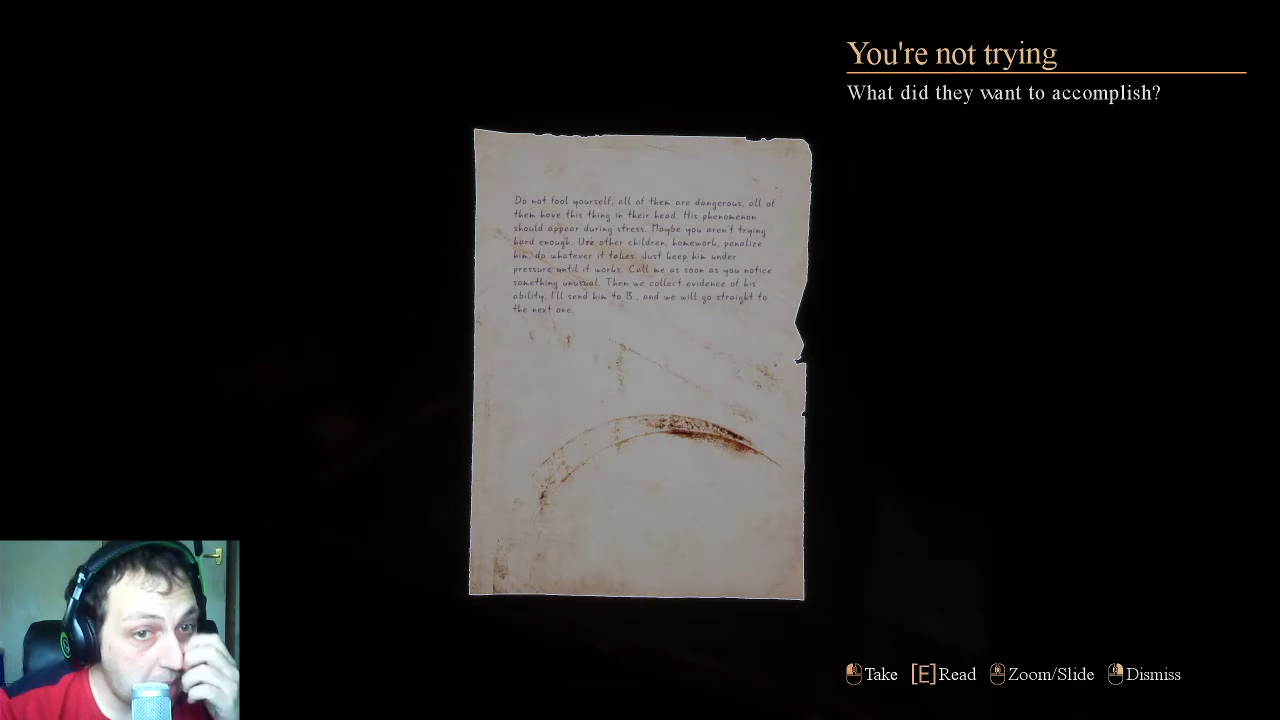 You're not trying
What did they want to accomplish?
Do not fool yourself, all of them are dangerous, all of
them have this thing in their head. His phenomenon
should appear during stress. Maybe you aren't trying
hard enough. Use other children, homework, penalize
him, do whatever it takes. Just keep him under
pressure until it works. Call me as soon as you notice
something unusual. Then we collect evidence of his
ability. I'll send him to B., and we will go straight to
the next one.
Take [E]Read Zoom/Slide Dismiss